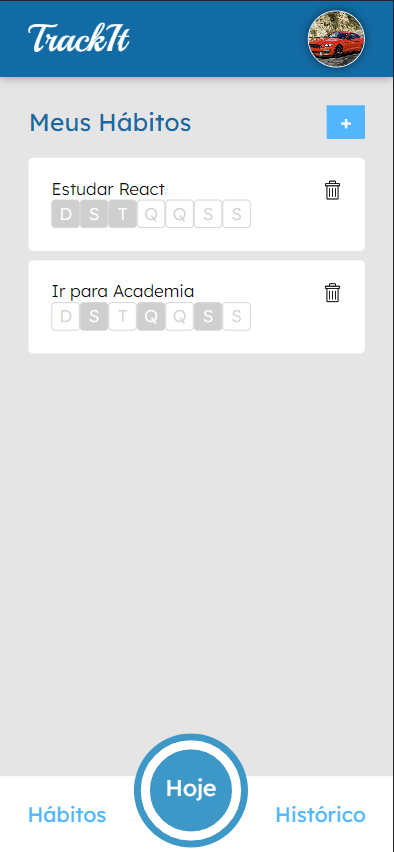 TrackIt
Meus Hábitos
+
Estudar React
D S T Q Q S S
Ir para Academia
D S T Q Q S S
Hábitos
Hoje
Histórico